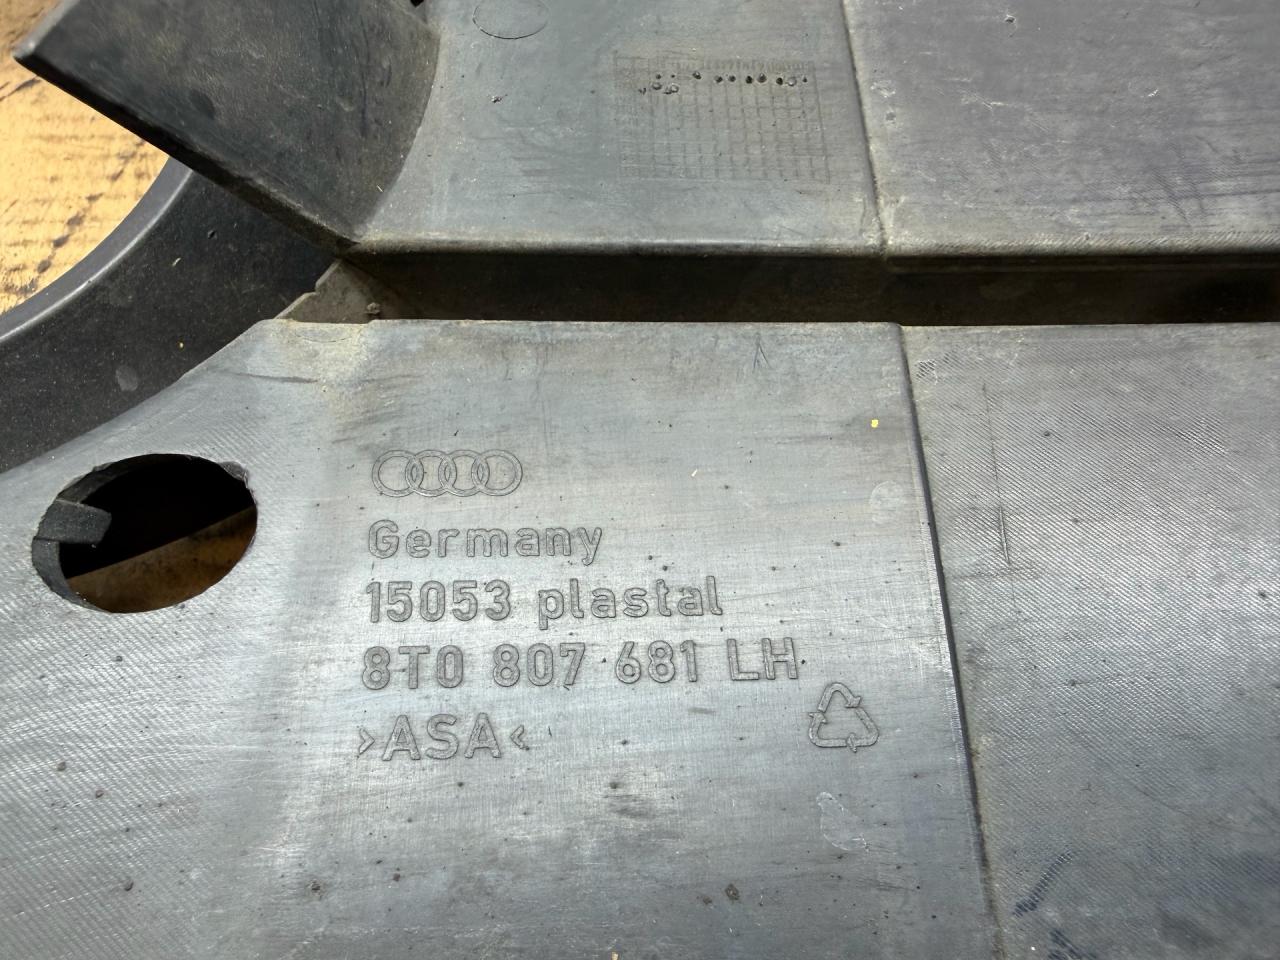 Germany
15053 plastal
8T0 807 681 LH
>ASA<